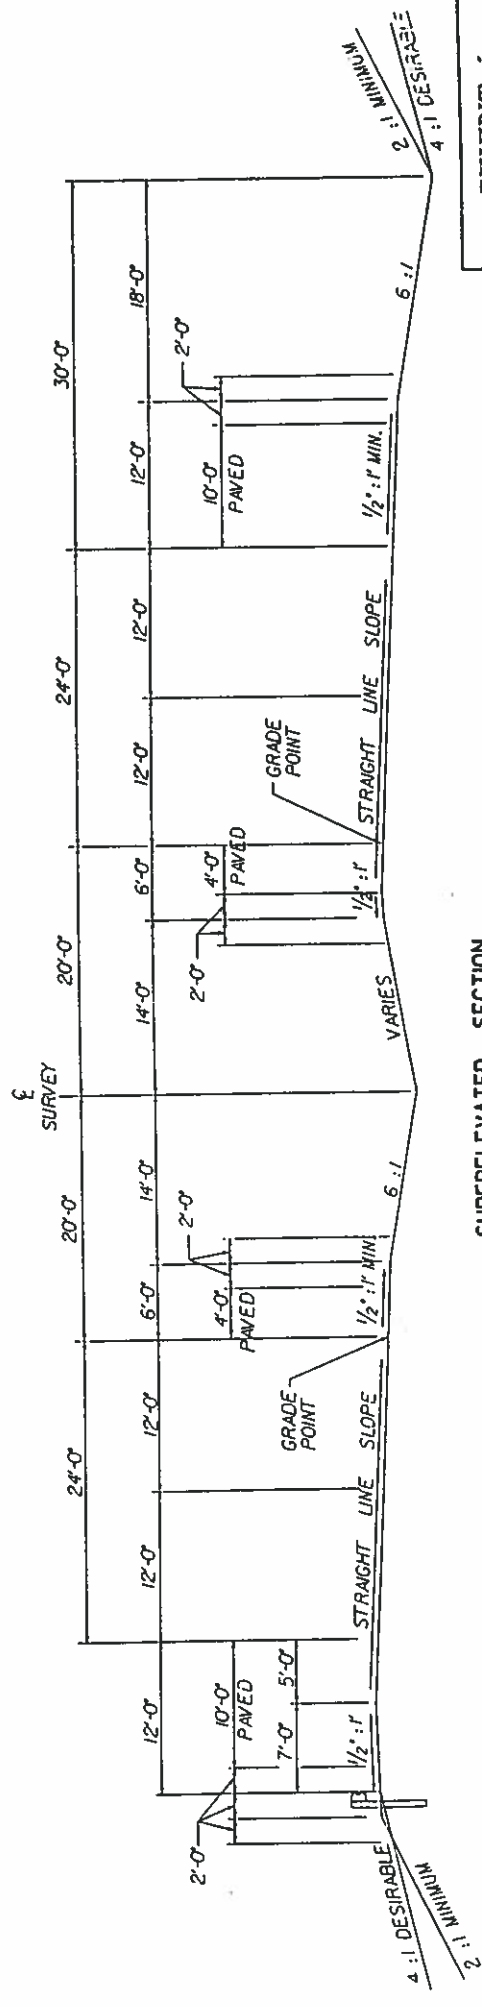 ℄
SURVEY
30'-0"
24'-0"
20'-0"
20'-0"
24'-0"
18'-0"
12'-0"
12'-0"
12'-0"
6'-0"
14'-0"
14'-0"
6'-0"
12'-0"
12'-0"
12'-0"
2'-0"
10'-0"
PAVED
4'-0"
PAVED
2'-0"
2'-0"
4'-0"
PAVED
10'-0"
PAVED
5'-0"
7'-0"
2'-0"
2 :1 MINIMUM
4 :1 DESIRABLE
6 :1
1/2" : 1' MIN.
STRAIGHT LINE SLOPE
GRADE
POINT
1/2" : 1'
VARIES
6 :1
1/2" : 1' MIN.
GRADE
POINT
STRAIGHT LINE SLOPE
1/2" : 1'
4 :1 DESIRABLE
2 :1 MINIMUM
SUPERELEVATED SECTION